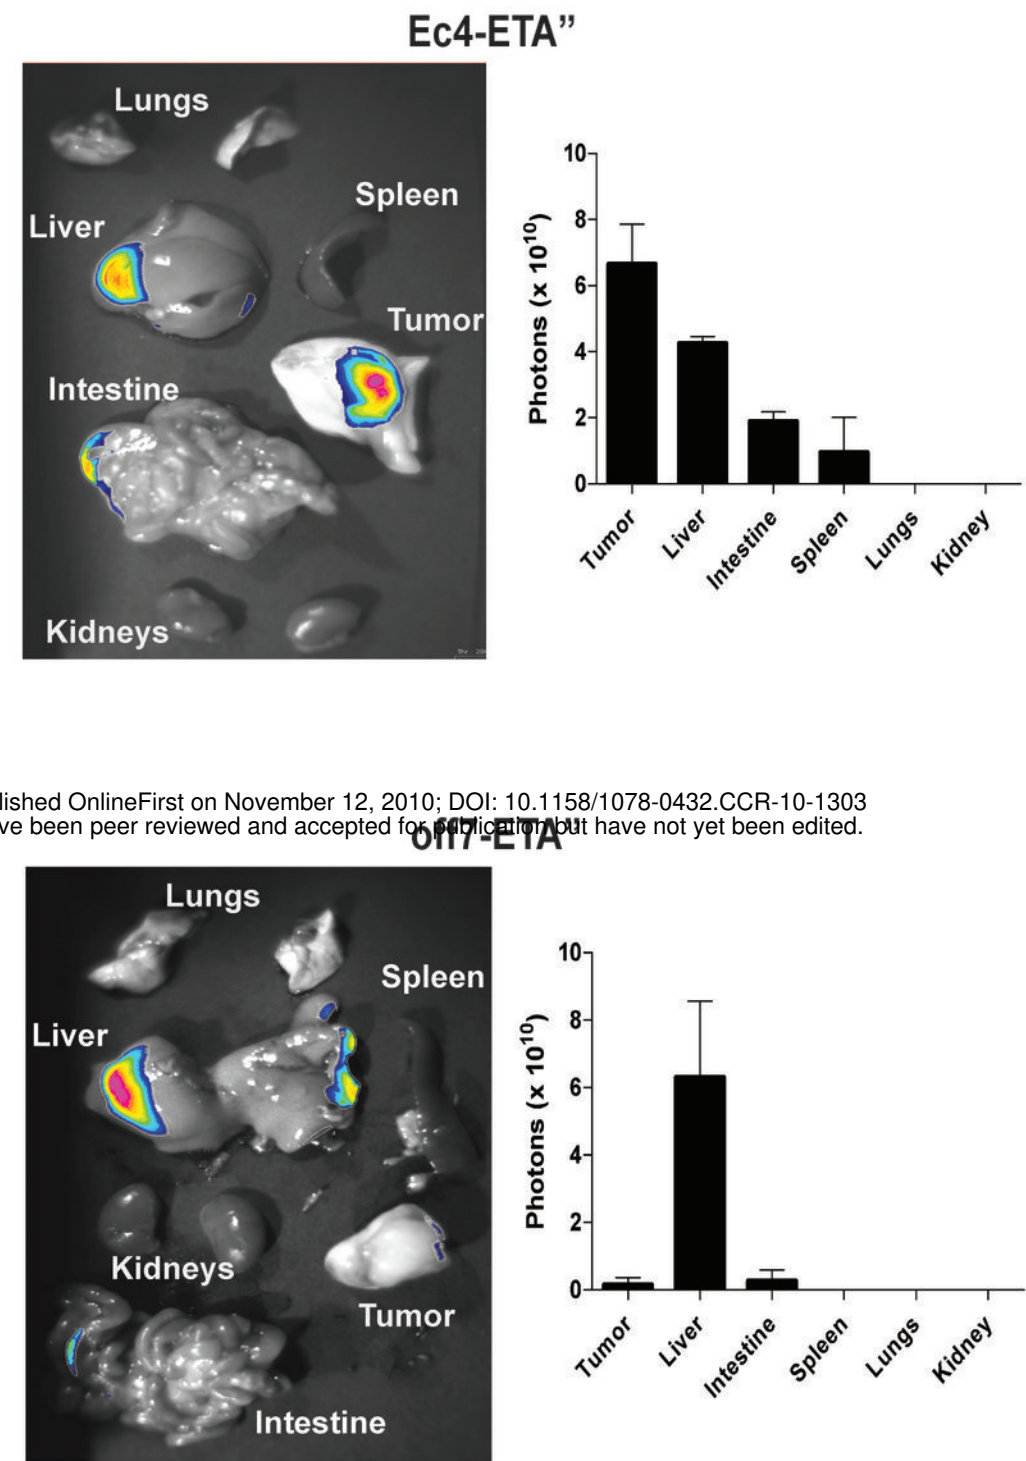 Ec4-ETA”
Lungs
Spleen
Liver
Tumor
Intestine
Kidneys
10
8
6
4
2
0
Photons (x 10¹⁰)
Tumor
Liver
Intestine
Spleen
Lungs
Kidney
lished OnlineFirst on November 12, 2010; DOI: 10.1158/1078-0432.CCR-10-1303
ve been peer reviewed and accepted for publication but have not yet been edited.
off7-ETA”
Lungs
Spleen
Liver
Kidneys
Tumor
Intestine
10
8
6
4
2
0
Photons (x 10¹⁰)
Tumor
Liver
Intestine
Spleen
Lungs
Kidney